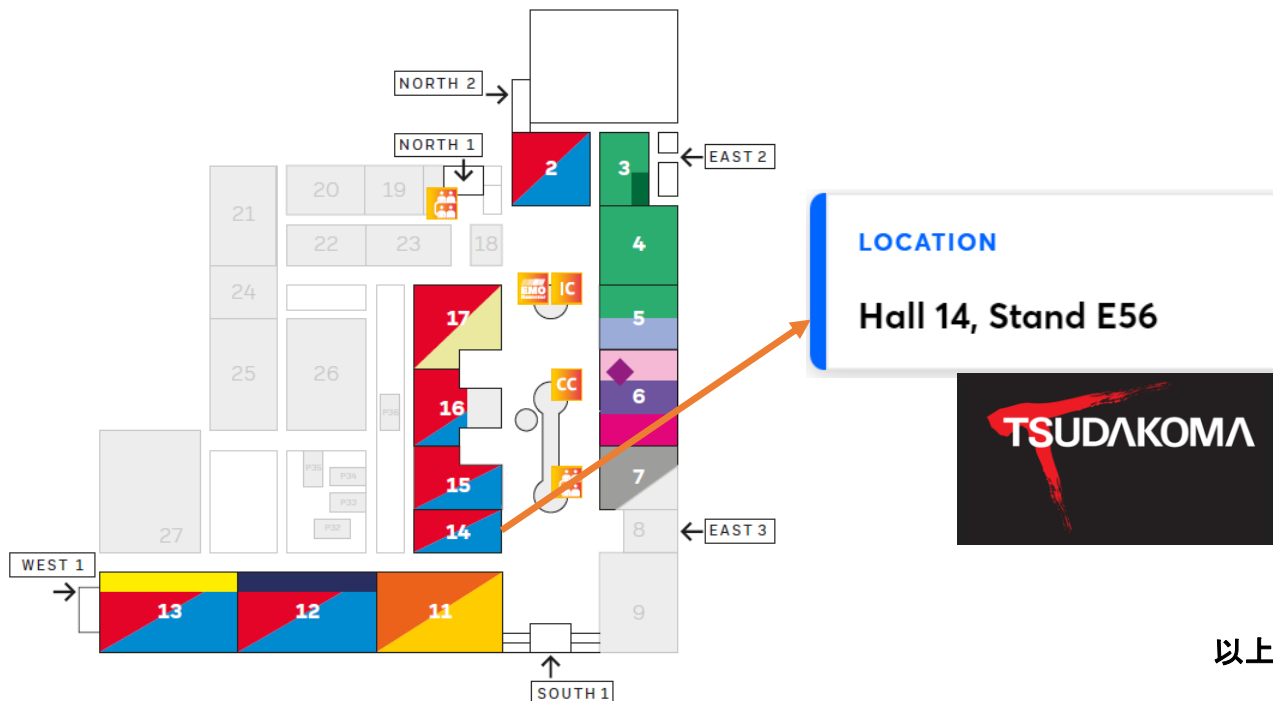 NORTH 2
NORTH 1
2
3
EAST 2
20
19
21
22
23
18
4
LOCATION
24
EMO
Hannover
IC
Hall 14, Stand E56
17
5
25
26
CC
6
16
P36
TSUDAKOMA
15
7
P35
P34
P33
14
P32
8
EAST 3
27
WEST 1
13
12
11
9
以上
SOUTH 1